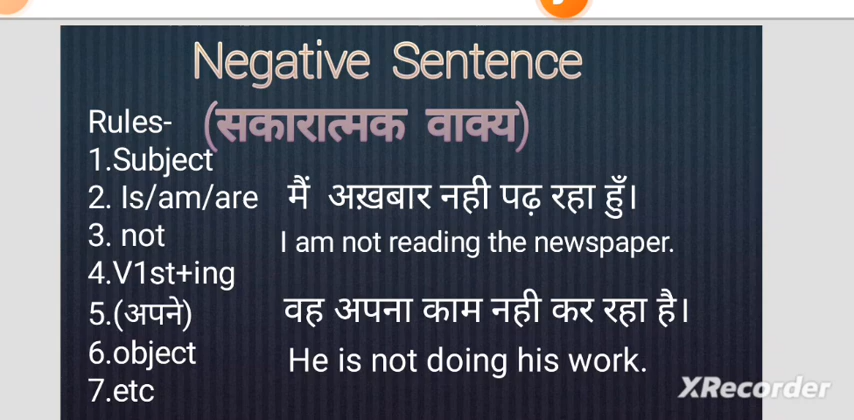 Negative Sentence
(सकारात्मक वाक्य)
Rules-
1.Subject
2. Is/am/are
3. not
4.V1st+ing
5.(अपने)
6.object
7.etc
मैं अख़बार नही पढ़ रहा हुँ।
I am not reading the newspaper.
वह अपना काम नही कर रहा है।
He is not doing his work.
XRecorder